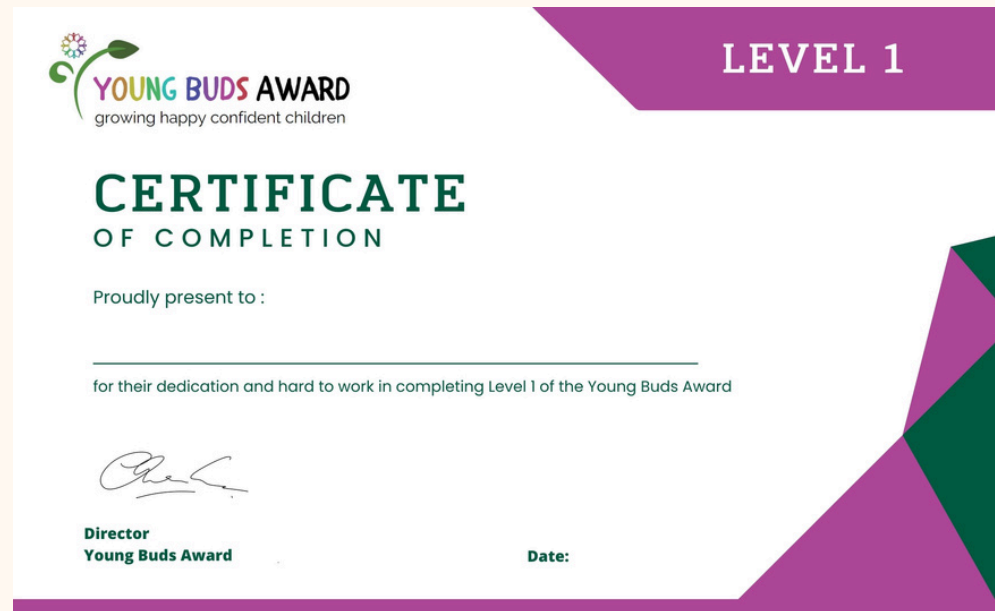 LEVEL 1
YOUNG BUDS AWARD
growing happy confident children
CERTIFICATE
OF COMPLETION
Proudly present to :
for their dedication and hard to work in completing Level 1 of the Young Buds Award
Director
Young Buds Award
Date: